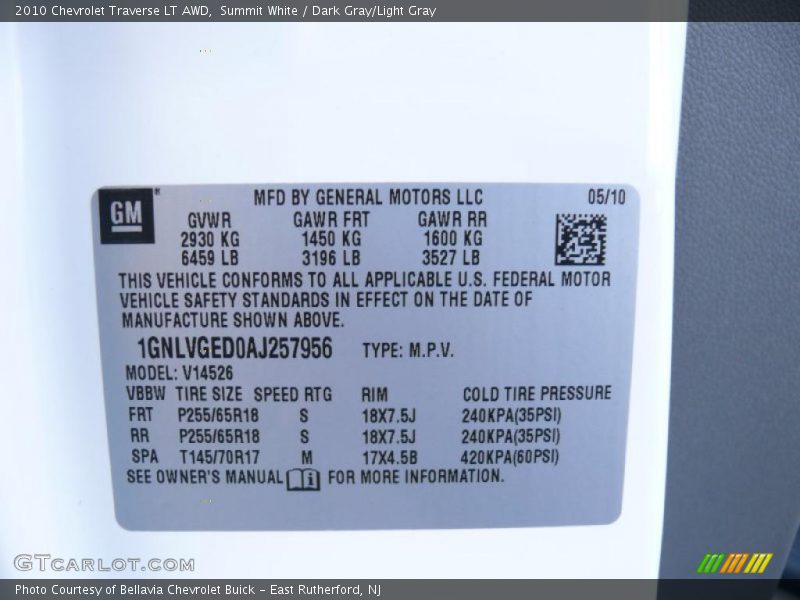 2010 Chevrolet Traverse LT AWD,  Summit White / Dark Gray/Light Gray
GM ®
MFD BY GENERAL MOTORS LLC 05/10
GVWR GAWR FRT GAWR RR
2930 KG 1450 KG 1600 KG
6459 LB 3196 LB 3527 LB
THIS VEHICLE CONFORMS TO ALL APPLICABLE U.S. FEDERAL MOTOR
VEHICLE SAFETY STANDARDS IN EFFECT ON THE DATE OF
MANUFACTURE SHOWN ABOVE.
1GNLVGED0AJ257956 TYPE: M.P.V.
MODEL: V14526
VBBW TIRE SIZE SPEED RTG RIM COLD TIRE PRESSURE
FRT P255/65R18 S 18X7.5J 240KPA(35PSI)
RR P255/65R18 S 18X7.5J 240KPA(35PSI)
SPA T145/70R17 M 17X4.5B 420KPA(60PSI)
SEE OWNER'S MANUAL i FOR MORE INFORMATION.
GTCARLOT.COM
Photo Courtesy of Bellavia Chevrolet Buick – East Rutherford, NJ